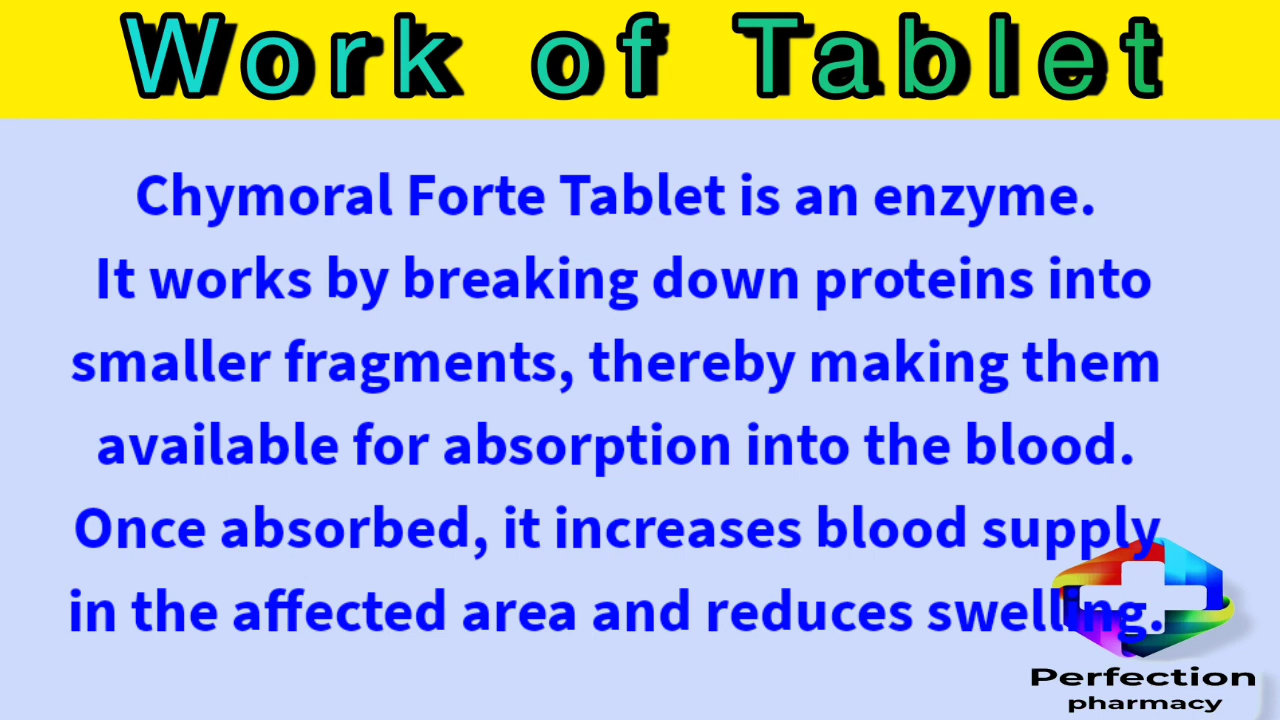 Work of Tablet
Chymoral Forte Tablet is an enzyme.
It works by breaking down proteins into
smaller fragments, thereby making them
available for absorption into the blood.
Once absorbed, it increases blood supply
in the affected area and reduces swelling.
Perfection
pharmacy